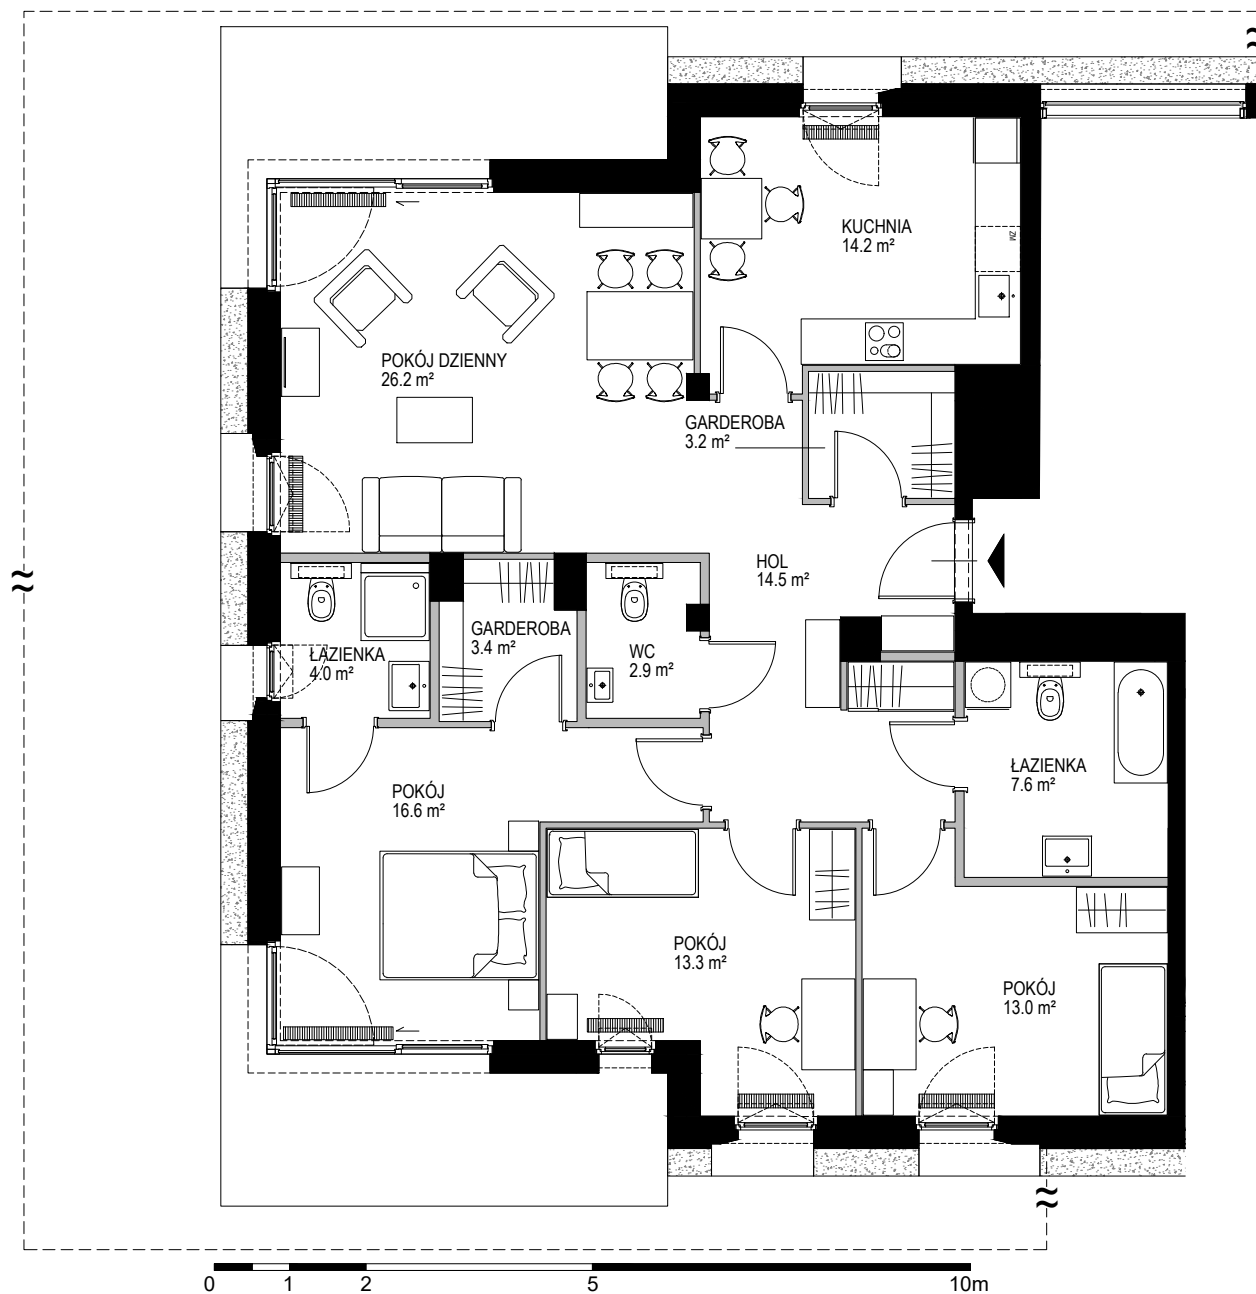 KUCHNIA
14.2 m²
ZM
POKÓJ DZIENNY
26.2 m²
GARDEROBA
3.2 m²
HOL
14.5 m²
GARDEROBA
3.4 m²
WC
2.9 m²
ŁAZIENKA
4.0 m²
ŁAZIENKA
7.6 m²
POKÓJ
16.6 m²
POKÓJ
13.3 m²
POKÓJ
13.0 m²
0 1 2 5 10m